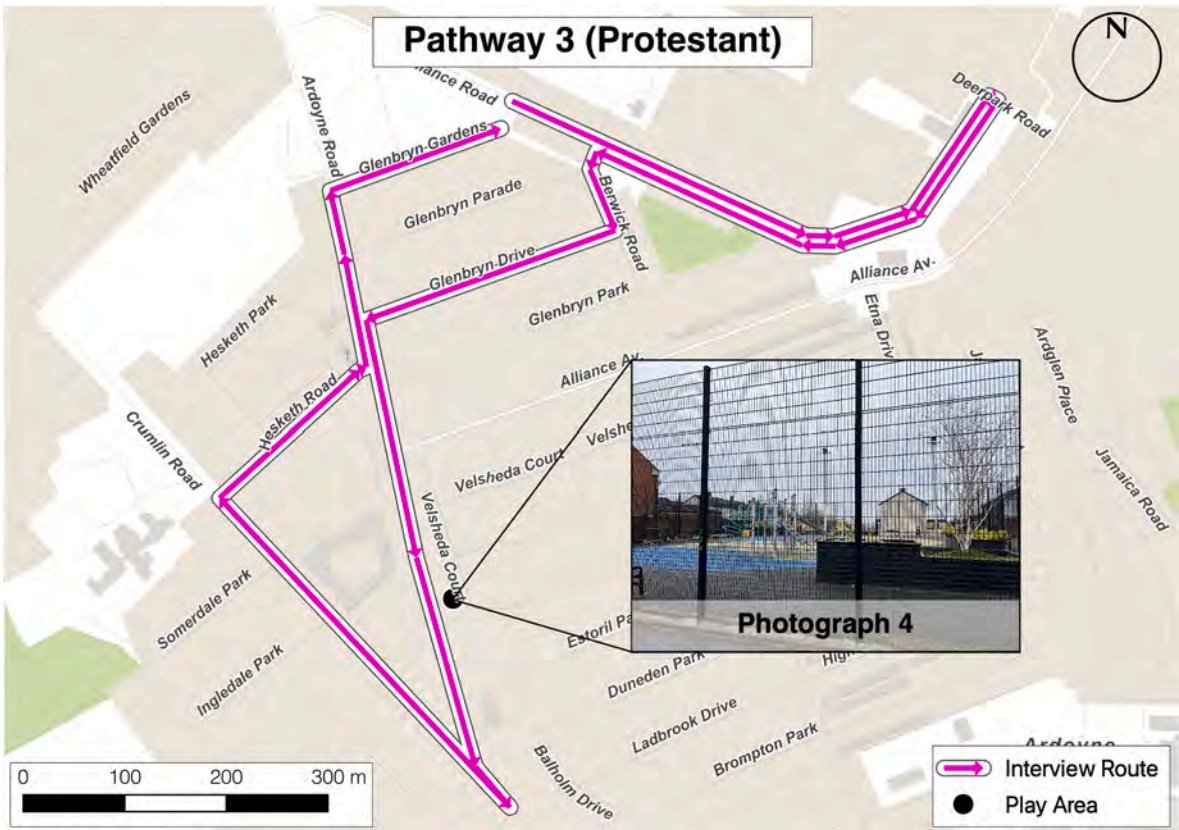 Pathway 3 (Protestant)
N
Road
Deerpark Road
Wheatfield Gardens
Ardoyne Road
Glenbryn Gardens
Glenbryn Parade
Berwick Road
Glenbryn Drive
Alliance Av.
Glenbryn Park
Etna Driv
Hesketh Park
Ardglen Place
Alliance Av.
Hesketh Road
Crumlin Road
Velsheda Court
Jamaica Road
Velsheda Court
Somerdale Park
Photograph 4
Duneden Park
Ingledale Park
Ladbrook Drive
Brompton Park
Balholm Drive
Ardoyne
0 100 200 300 m
Interview Route
Play Area